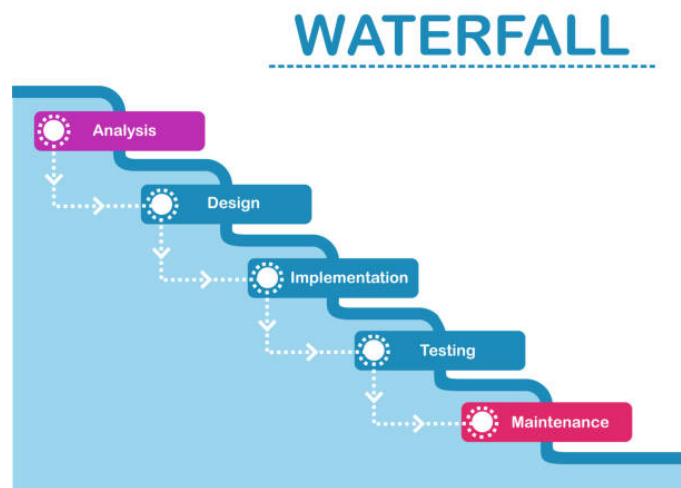 WATERFALL
Analysis
Design
Implementation
Testing
Maintenance